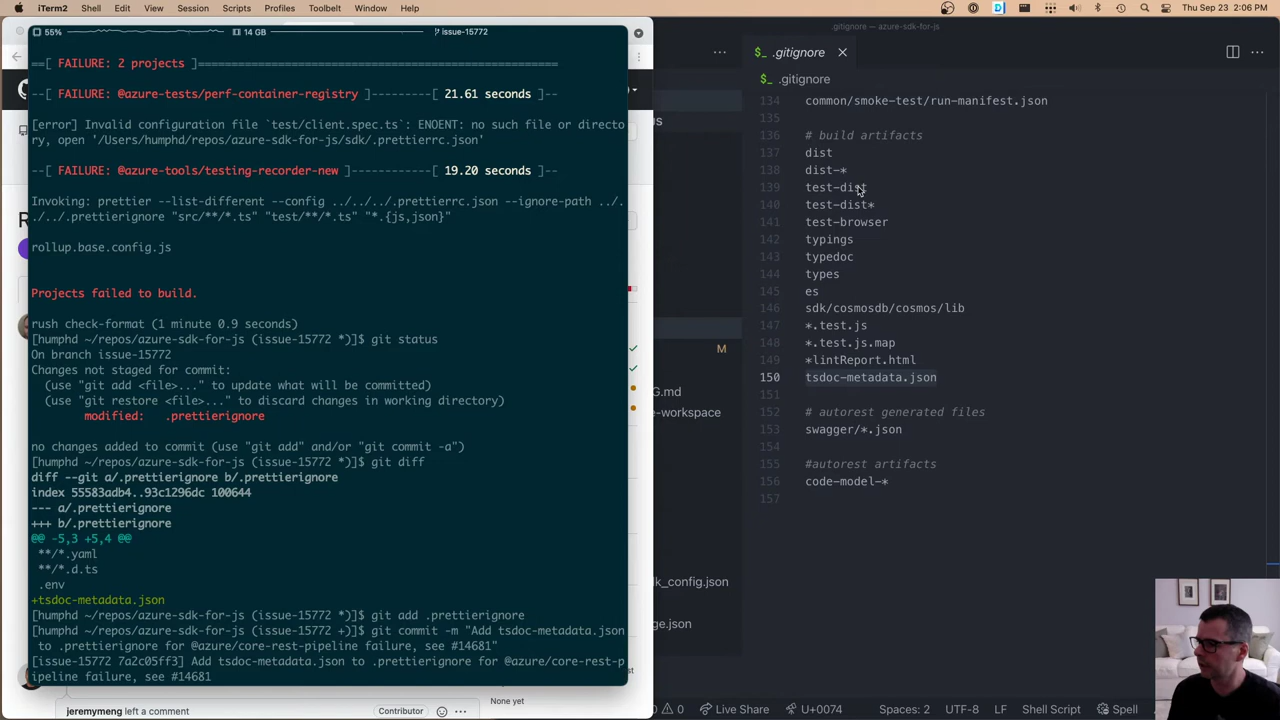 iTerm2 Shell Edit View Session Scripts Profiles Toolbelt Window Help
Thu Sep 23 2:06 PM
55% 14 GB issue-15772
==[ FAILURE: 2 projects ]====================================================
--[ FAILURE: @azure-tests/perf-container-registry ]----------[ 21.61 seconds ]--
[error] Invalid configuration file `test/client.spec.ts`: ENOENT: no such file or directo
ry, open '/Users/humphd/repos/azure-sdk-for-js/sdk/.prettierrc.json'
--[ FAILURE: @azure-tools/testing-recorder-new ]------------[ 19.20 seconds ]--
Invoking: prettier --list-different --config ../../../.prettierrc.json --ignore-path ../.
./../.prettierignore "src/**/*.ts" "test/**/*.ts" "*.{js,json}"
rollup.base.config.js
Projects failed to build.
rush check-format (1 minute 0.9 seconds)
[humphd ~/repos/azure-sdk-for-js (issue-15772 *)]$ git status
On branch issue-15772
Changes not staged for commit:
(use "git add <file>..." to update what will be committed)
(use "git restore <file>..." to discard changes in working directory)
modified: .prettierignore
no changes added to commit (use "git add" and/or "git commit -a")
[humphd ~/repos/azure-sdk-for-js (issue-15772 *)]$ git diff
diff --git a/.prettierignore b/.prettierignore
index 55583adb4..93c1296dc 100644
--- a/.prettierignore
+++ b/.prettierignore
@@ -5,3 +5,4 @@
**/*.yaml
**/*.d.ts
.env
+tsdoc-metadata.json
[humphd ~/repos/azure-sdk-for-js (issue-15772 *)]$ git add .prettierignore
[humphd ~/repos/azure-sdk-for-js (issue-15772 +)]$ git commit -m "Add tsdoc-metadata.json
to .prettierignore for @azure/core-rest-pipeline failure, see #14681"
[issue-15772 7a2c05ff3] Add tsdoc-metadata.json to .prettierignore for @azure/core-rest-p
ipeline failure, see #14681
jeremymeng left a comment
Contributor
None yet
.gitignore — azure-sdk-for-js
.gitignore
.gitignore
134 common/smoke-test/run-manifest.json
135
136 # build artifacts
137 dist
138 dist-*
139 test-dist
140 test-dist*
141 test-browser
142 typings
143 typedoc
144 types
145 es
146 sdk/cosmosdb/cosmos/lib
147 *.test.js
148 *.test.js.map
149 *lintReport.html
150 tsdoc-metadata.json
151
152 # autorest generated files
153 swagger/*.json
154
155 #autorest artifacts
156 code-model-*
157
M
G.md
e-workspace
k_config.json
ge.json
0 Live Share U+0074 Spaces: 2 UTF-8 LF Shell Script Spell